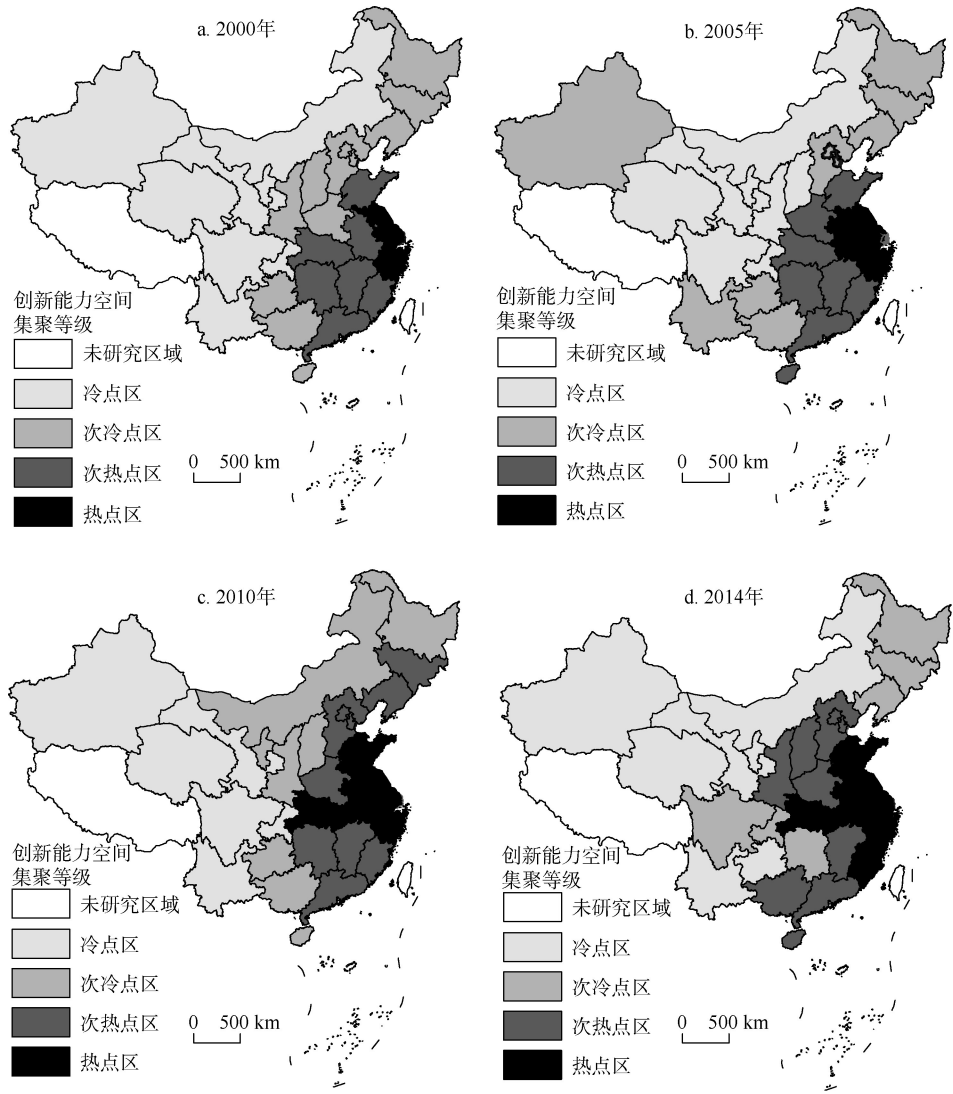 a. 2000年
创新能力空间
集聚等级
未研究区域
冷点区
次冷点区
次热点区
热点区
0 500 km
b. 2005年
创新能力空间
集聚等级
未研究区域
冷点区
次冷点区
次热点区
热点区
0 500 km
c. 2010年
创新能力空间
集聚等级
未研究区域
冷点区
次冷点区
次热点区
热点区
0 500 km
d. 2014年
创新能力空间
集聚等级
未研究区域
冷点区
次冷点区
次热点区
热点区
0 500 km